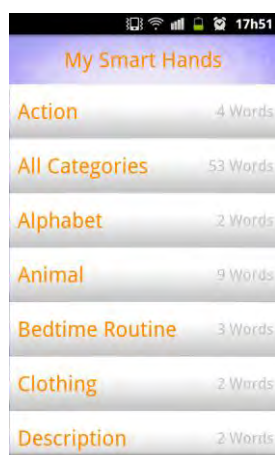 17h51
My Smart Hands
Action 4 Words
All Categories 53 Words
Alphabet 2 Words
Animal 9 Words
Bedtime Routine 3 Words
Clothing 2 Words
Description 2 Words